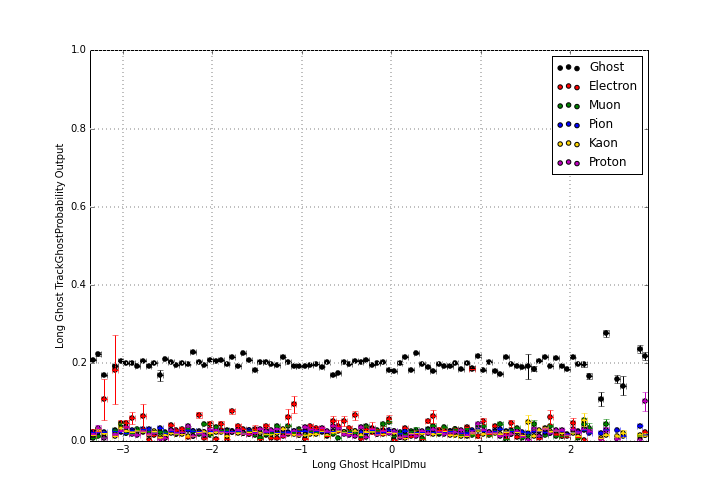 1.0
0.8
0.6
0.4
0.2
0.0
Long Ghost TrackGhostProbability Output
−3
−2
−1
0
1
2
Long Ghost HcalPIDmu
Ghost
Electron
Muon
Pion
Kaon
Proton